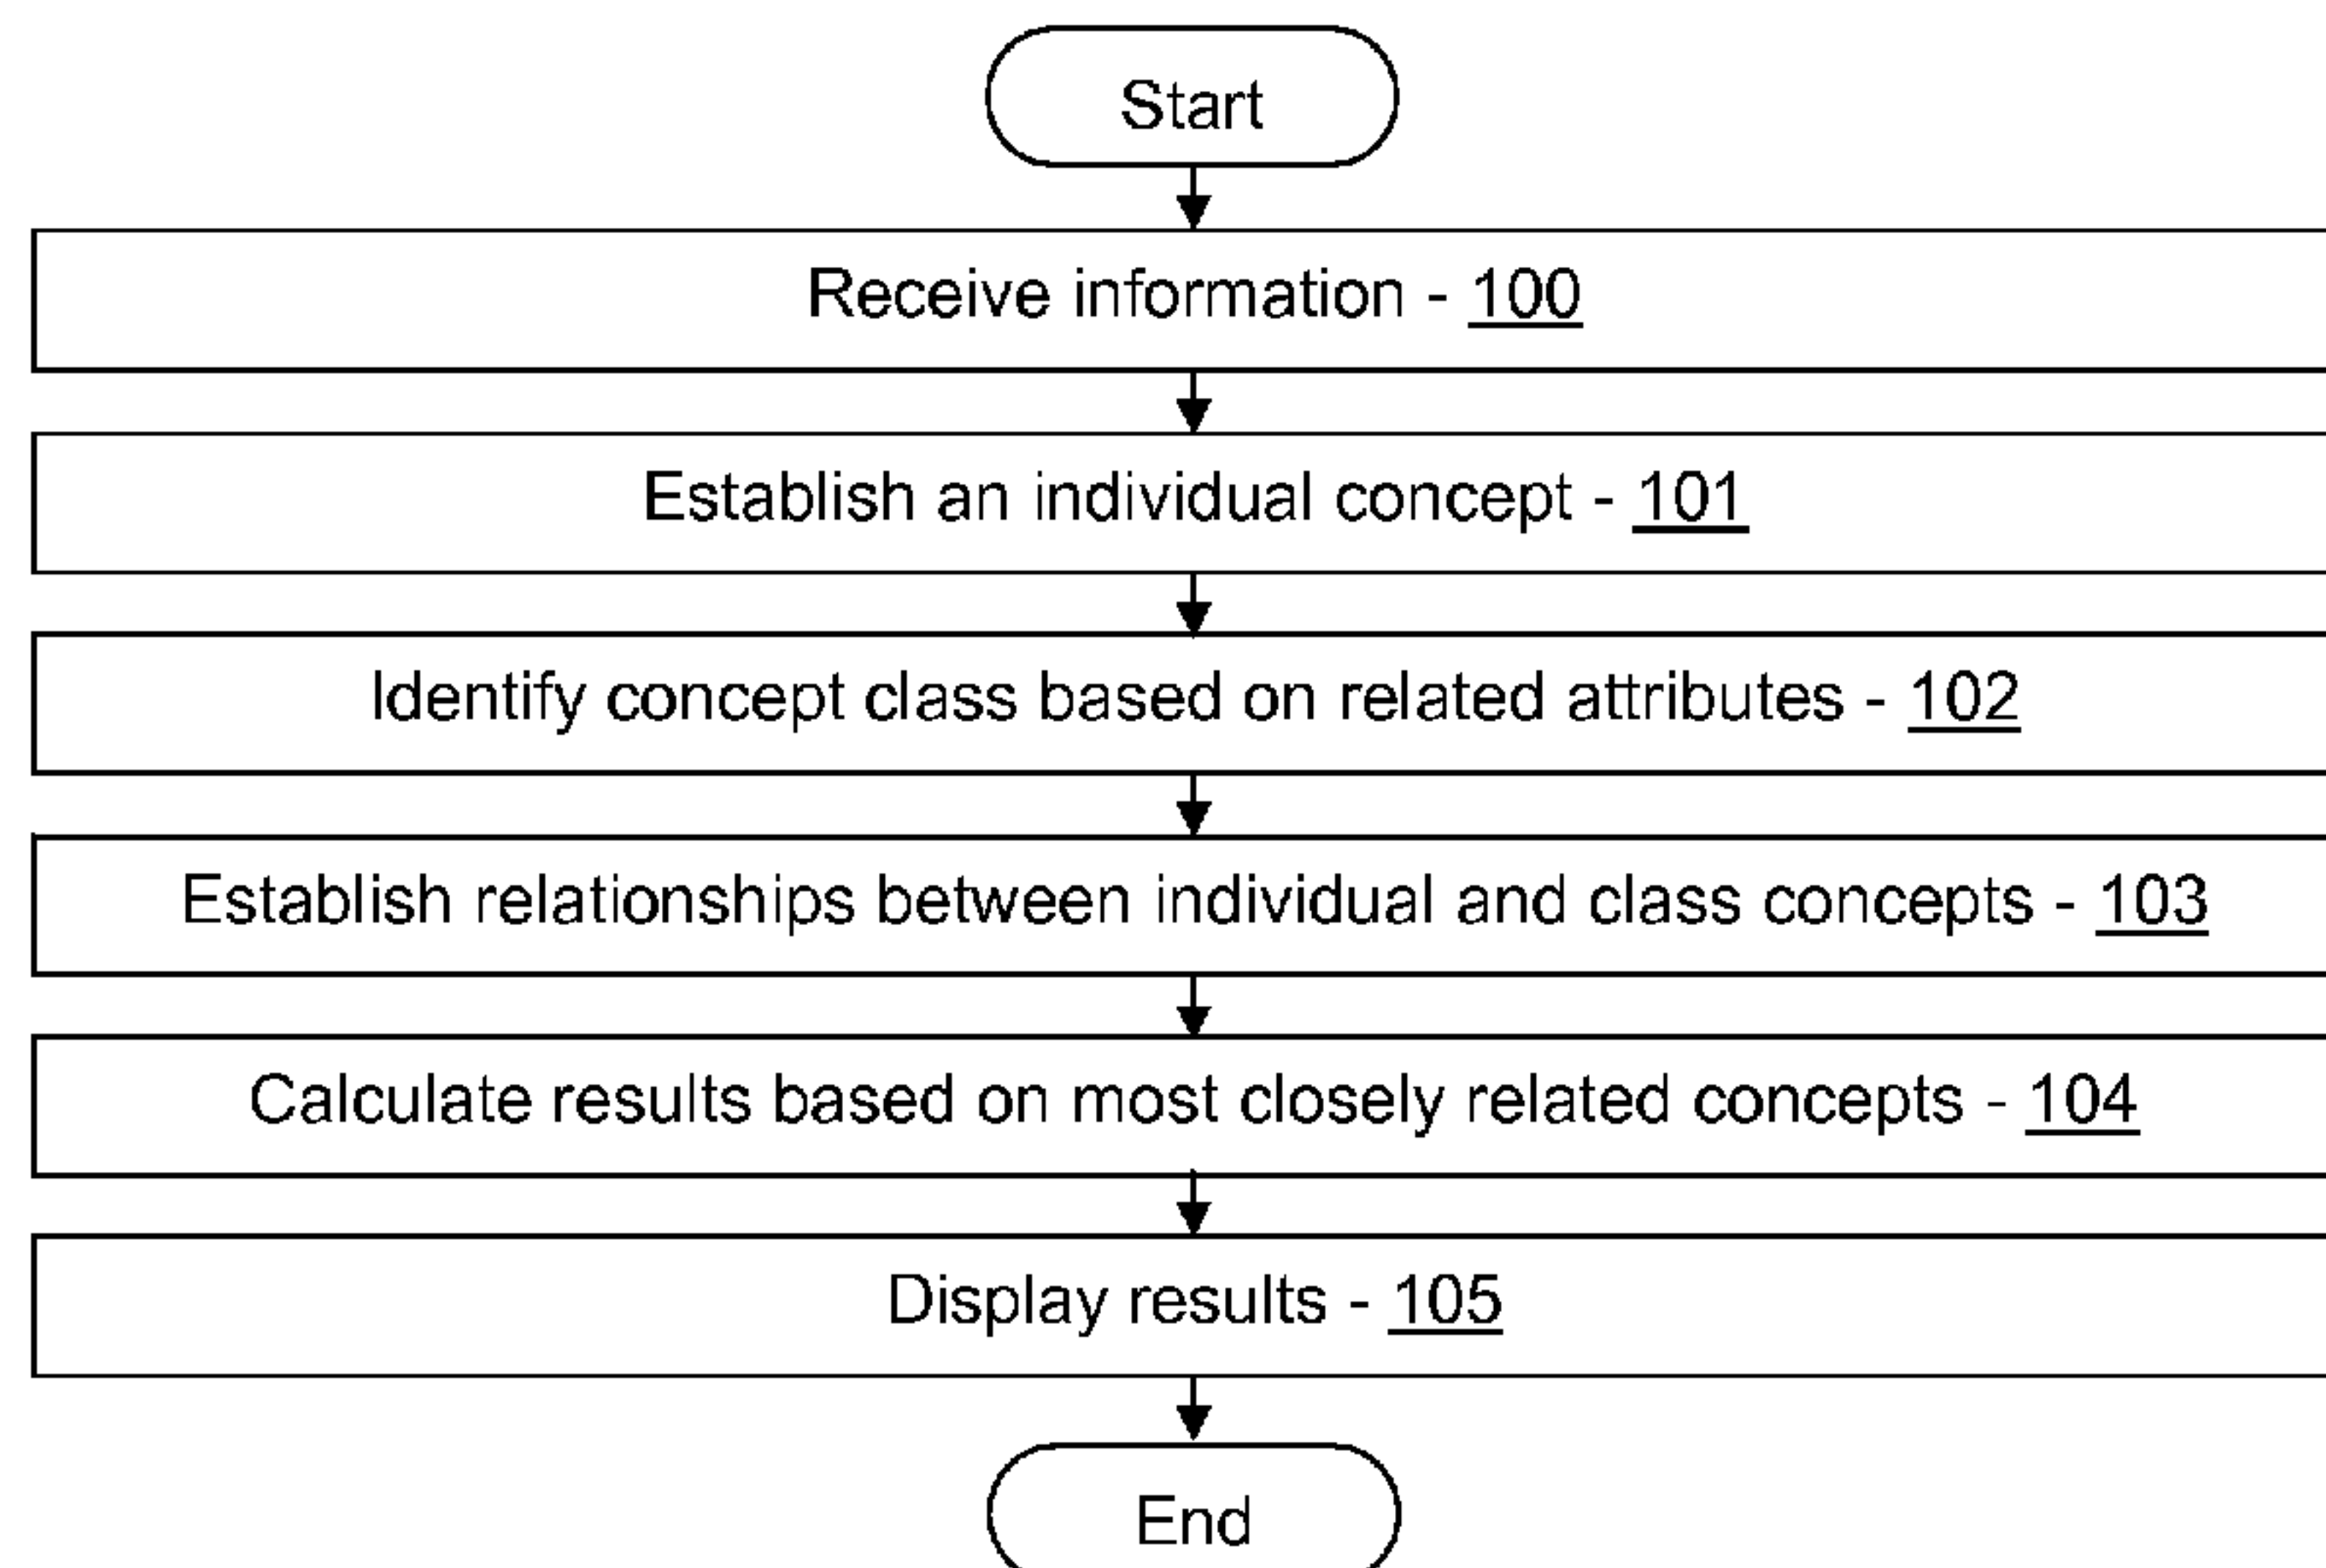 Start
Receive information - 100
Establish an individual concept - 101
Identify concept class based on related attributes - 102
Establish relationships between individual and class concepts - 103
Calculate results based on most closely related concepts - 104
Display results - 105
End